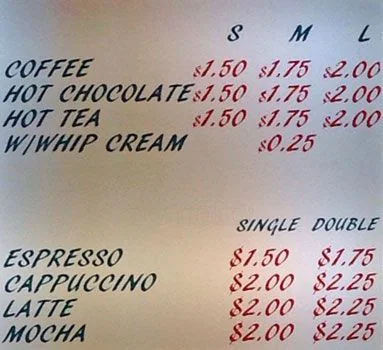 S M L
COFFEE $1.50 $1.75 $2.00
HOT CHOCOLATE $1.50 $1.75 $2.00
HOT TEA $1.50 $1.75 $2.00
W/WHIP CREAM $0.25
SINGLE DOUBLE
ESPRESSO $1.50 $1.75
CAPPUCCINO $2.00 $2.25
LATTE $2.00 $2.25
MOCHA $2.00 $2.25